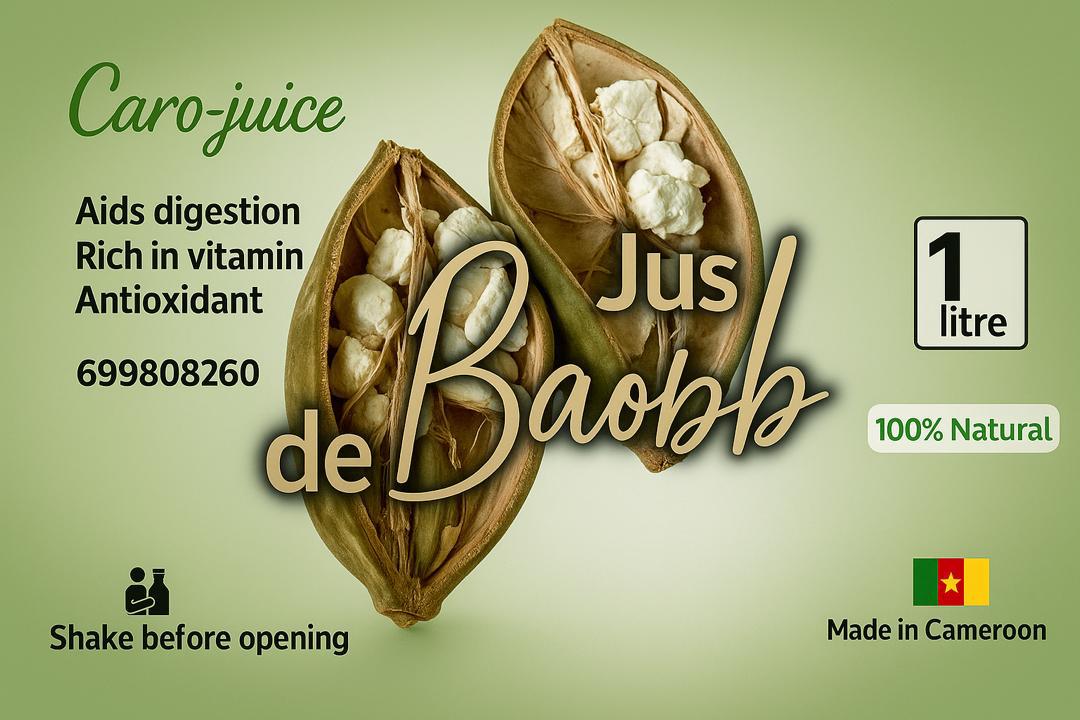 Caro-juice
Aids digestion
Rich in vitamin
Antioxidant
699808260
Jus
de Baobb
1
litre
100% Natural
Shake before opening
Made in Cameroon